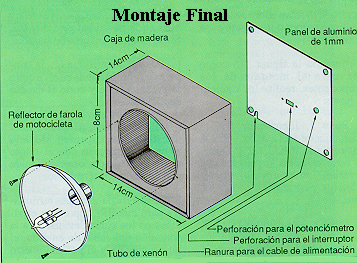 Montaje Final
Caja de madera
Panel de aluminio
de 1mm
14cm
8cm
Reflector de farola
de motocicleta
14cm
Tubo de xenón
Perforación para el potenciómetro
Perforación para el interruptor
Ranura para el cable de alimentación